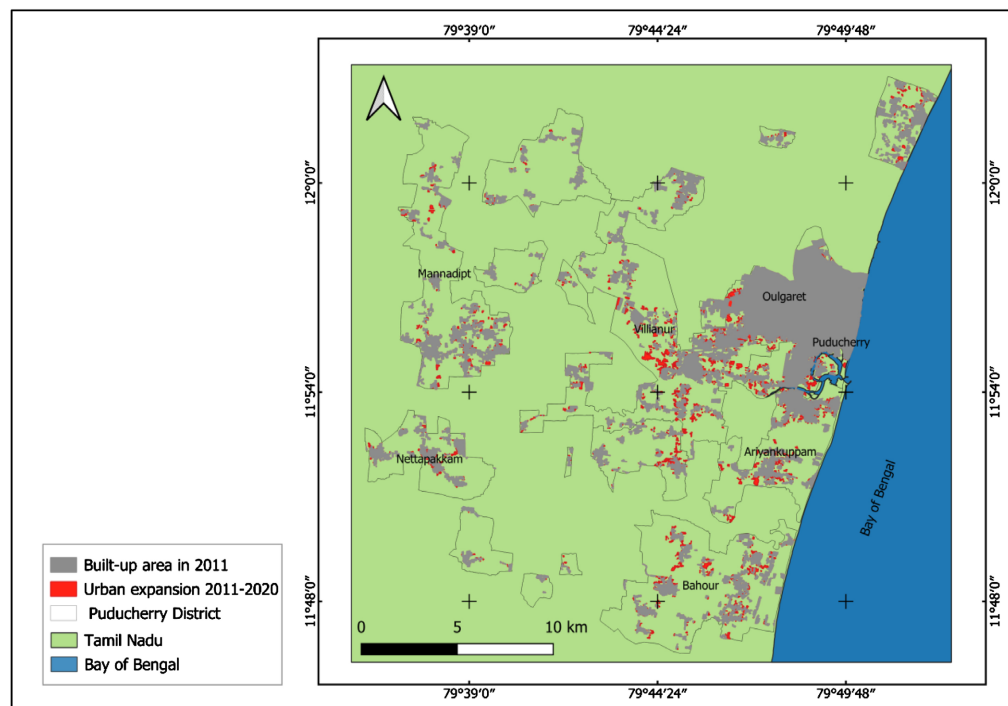 79°39′0″ 79°44′24″ 79°49′48″
12°0′0″ 12°0′0″
Mannadipt
Oulgaret
Villanur
Puducherry
11°54′0″ 11°54′0″
Nettapakkam
Ariyankuppam
Bay of Bengal
Bahour
11°48′0″ 11°48′0″
Built-up area in 2011
Urban expansion 2011-2020
Puducherry District
Tamil Nadu
Bay of Bengal
0 5 10 km
79°39′0″ 79°44′24″ 79°49′48″